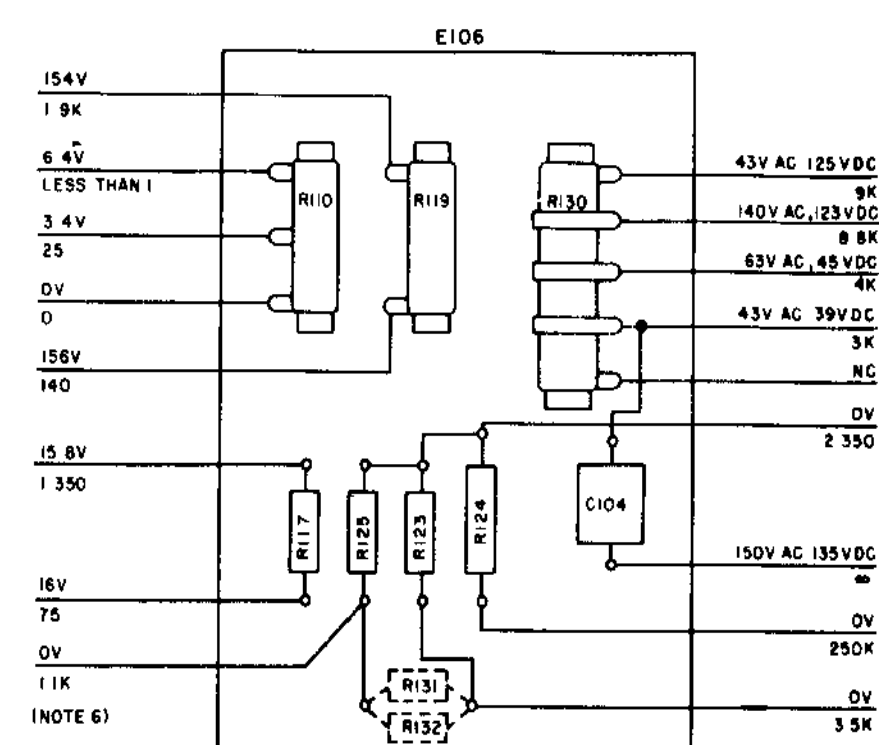 E106
154V
1 9K
6 4V
LESS THAN 1
3 4V
25
0V
0
156V
140
15 8V
1 350
16V
75
0V
1 1K
(NOTE 6)
R110
R119
R130
43V AC 125VDC
9K
140V AC, 123VDC
8 8K
63V AC, 45VDC
4K
43V AC 39VDC
3K
NC
0V
2 350
150V AC 135VDC
∞
0V
250K
0V
3 5K
R117
R125
R123
R124
C104
R131
R132